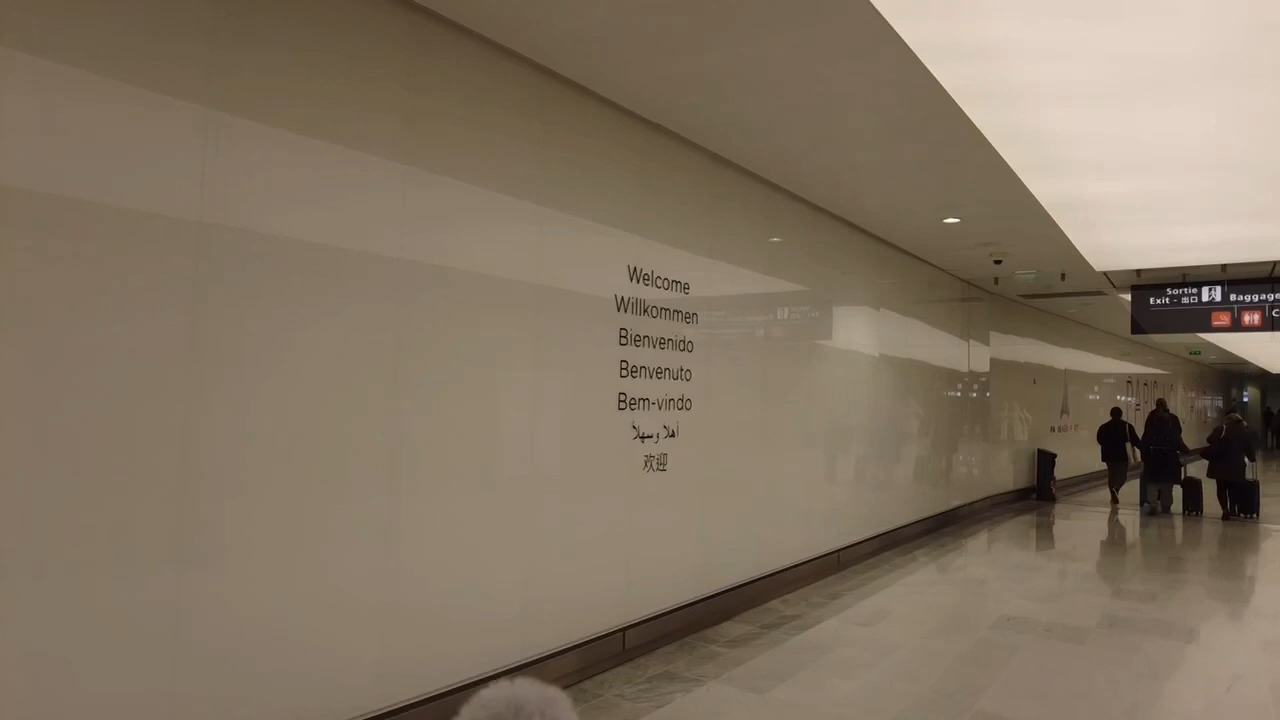 Welcome
Willkommen
Bienvenido
Benvenuto
Bem-vindo
أهلا وسهلاً
欢迎
Sortie
Exit - 出口
Baggage